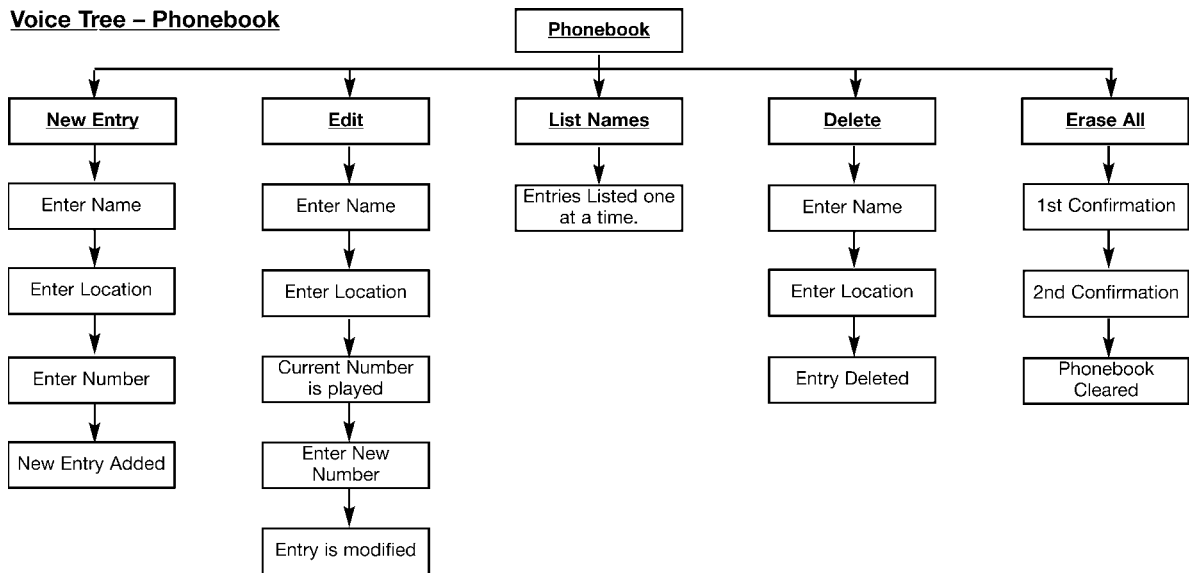 Voice Tree – Phonebook
Phonebook
New Entry
Edit
List Names
Delete
Erase All
Enter Name
Enter Name
Entries Listed one
at a time.
Enter Name
1st Confirmation
Enter Location
Enter Location
Enter Location
2nd Confirmation
Enter Number
Current Number
is played
Entry Deleted
Phonebook
Cleared
New Entry Added
Enter New
Number
Entry is modified